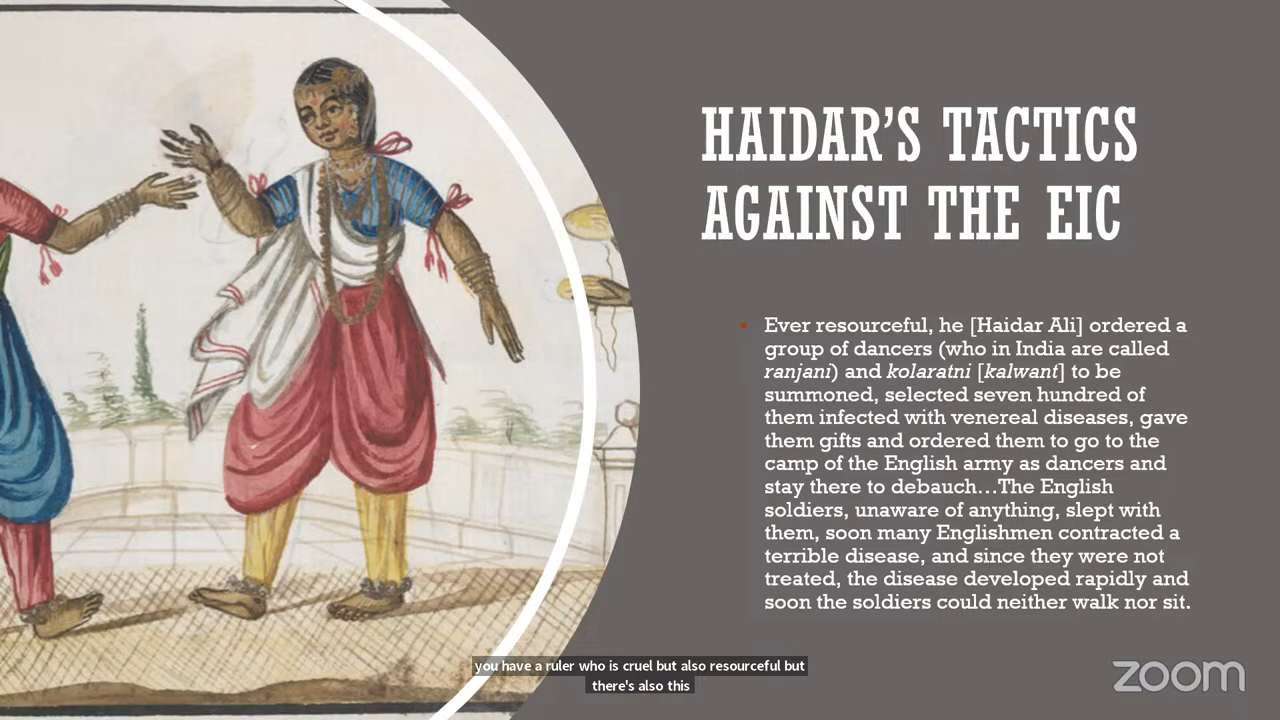 HAIDAR'S TACTICS
AGAINST THE EIC
▪ Ever resourceful, he [Haidar Ali] ordered a
group of dancers (who in India are called
ranjani) and kolaratni [kalwant] to be
summoned, selected seven hundred of
them infected with venereal diseases, gave
them gifts and ordered them to go to the
camp of the English army as dancers and
stay there to debauch…The English
soldiers, unaware of anything, slept with
them, soon many Englishmen contracted a
terrible disease, and since they were not
treated, the disease developed rapidly and
soon the soldiers could neither walk nor sit.
you have a ruler who is cruel but also resourceful but
there's also this
zoom